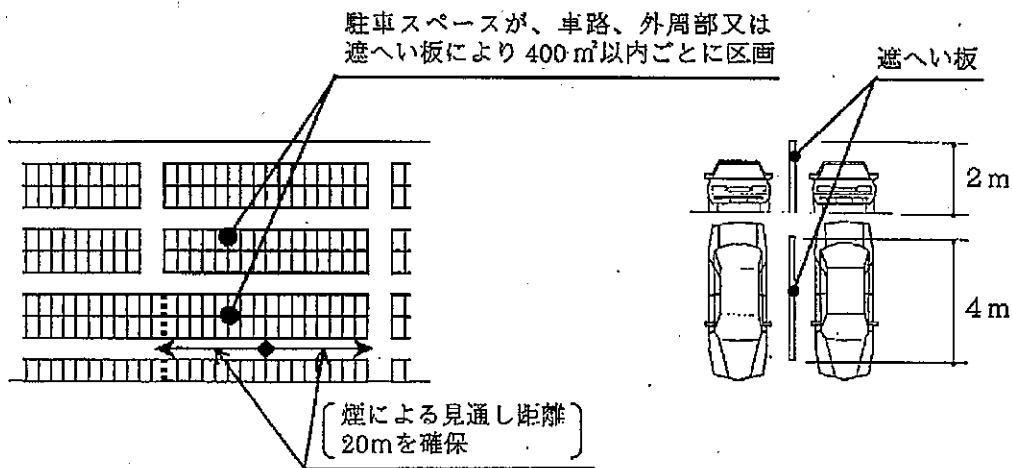 駐車スペースが、車路、外周部又は
遮へい板により400㎡以内ごとに区画
遮へい板
2m
4m
煙による見通し距離
20mを確保